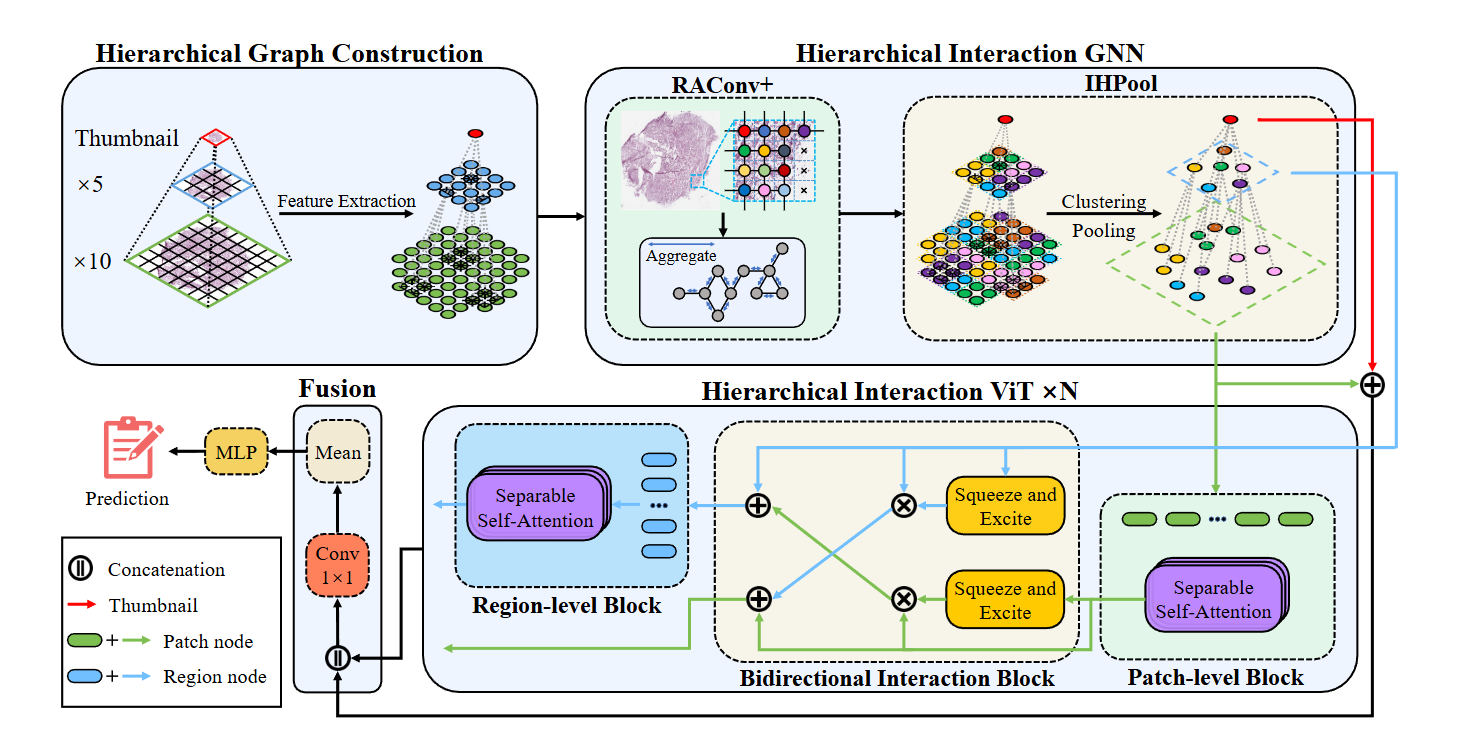 Hierarchical Graph Construction
Thumbnail
×5
×10
Feature Extraction
Hierarchical Interaction GNN
RAConv+
Aggregate
IHPool
Clustering
Pooling
Fusion
Mean
Conv
1×1
MLP
Prediction
Hierarchical Interaction ViT ×N
Separable
Self-Attention
Region-level Block
Squeeze and
Excite
Squeeze and
Excite
Bidirectional Interaction Block
Separable
Self-Attention
Patch-level Block
Concatenation
Thumbnail
+ Patch node
+ Region node